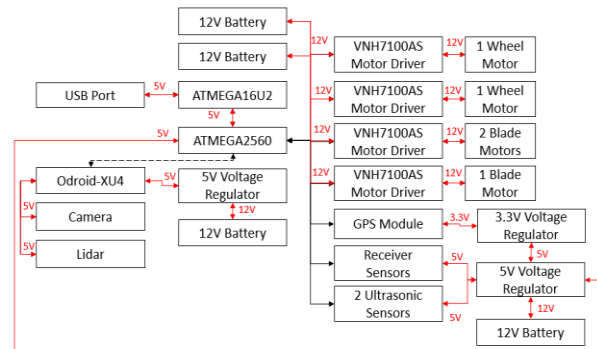 12V Battery
12V Battery
12V
12V
VNH7100AS
Motor Driver
12V
1 Wheel
Motor
USB Port
5V
ATMEGA16U2
12V
VNH7100AS
Motor Driver
12V
1 Wheel
Motor
5V
5V
ATMEGA2560
12V
VNH7100AS
Motor Driver
12V
2 Blade
Motors
Odroid-XU4
5V
5V Voltage
Regulator
12V
VNH7100AS
Motor Driver
12V
1 Blade
Motor
5V
Camera
12V
12V Battery
GPS Module
3.3V
3.3V Voltage
Regulator
5V
Lidar
Receiver
Sensors
5V
5V
5V Voltage
Regulator
2 Ultrasonic
Sensors
5V
12V
12V Battery